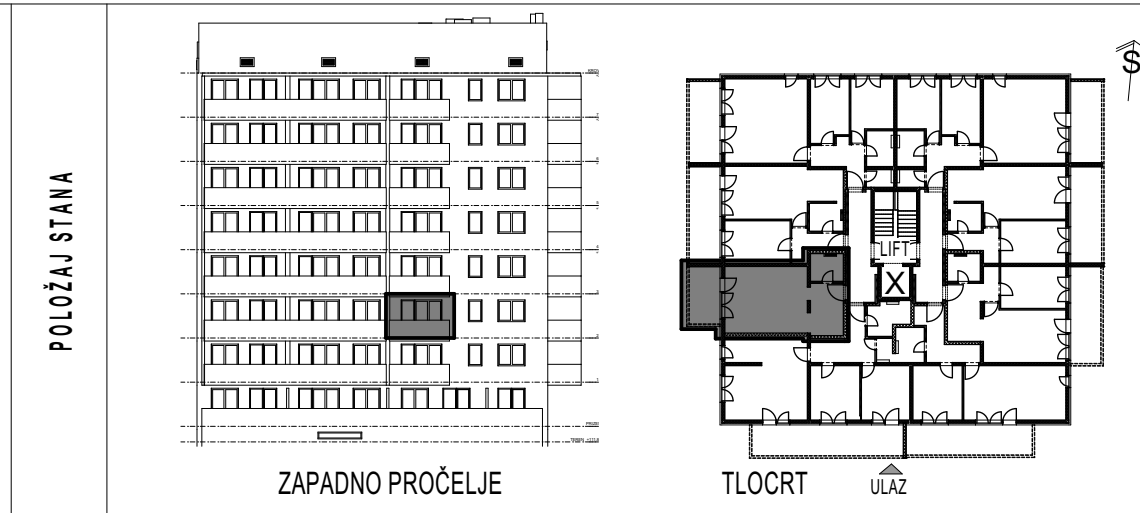 POLOŽAJ STANA
S
LIFT
X
ZAPADNO PROČELJE
TLOCRT
ULAZ